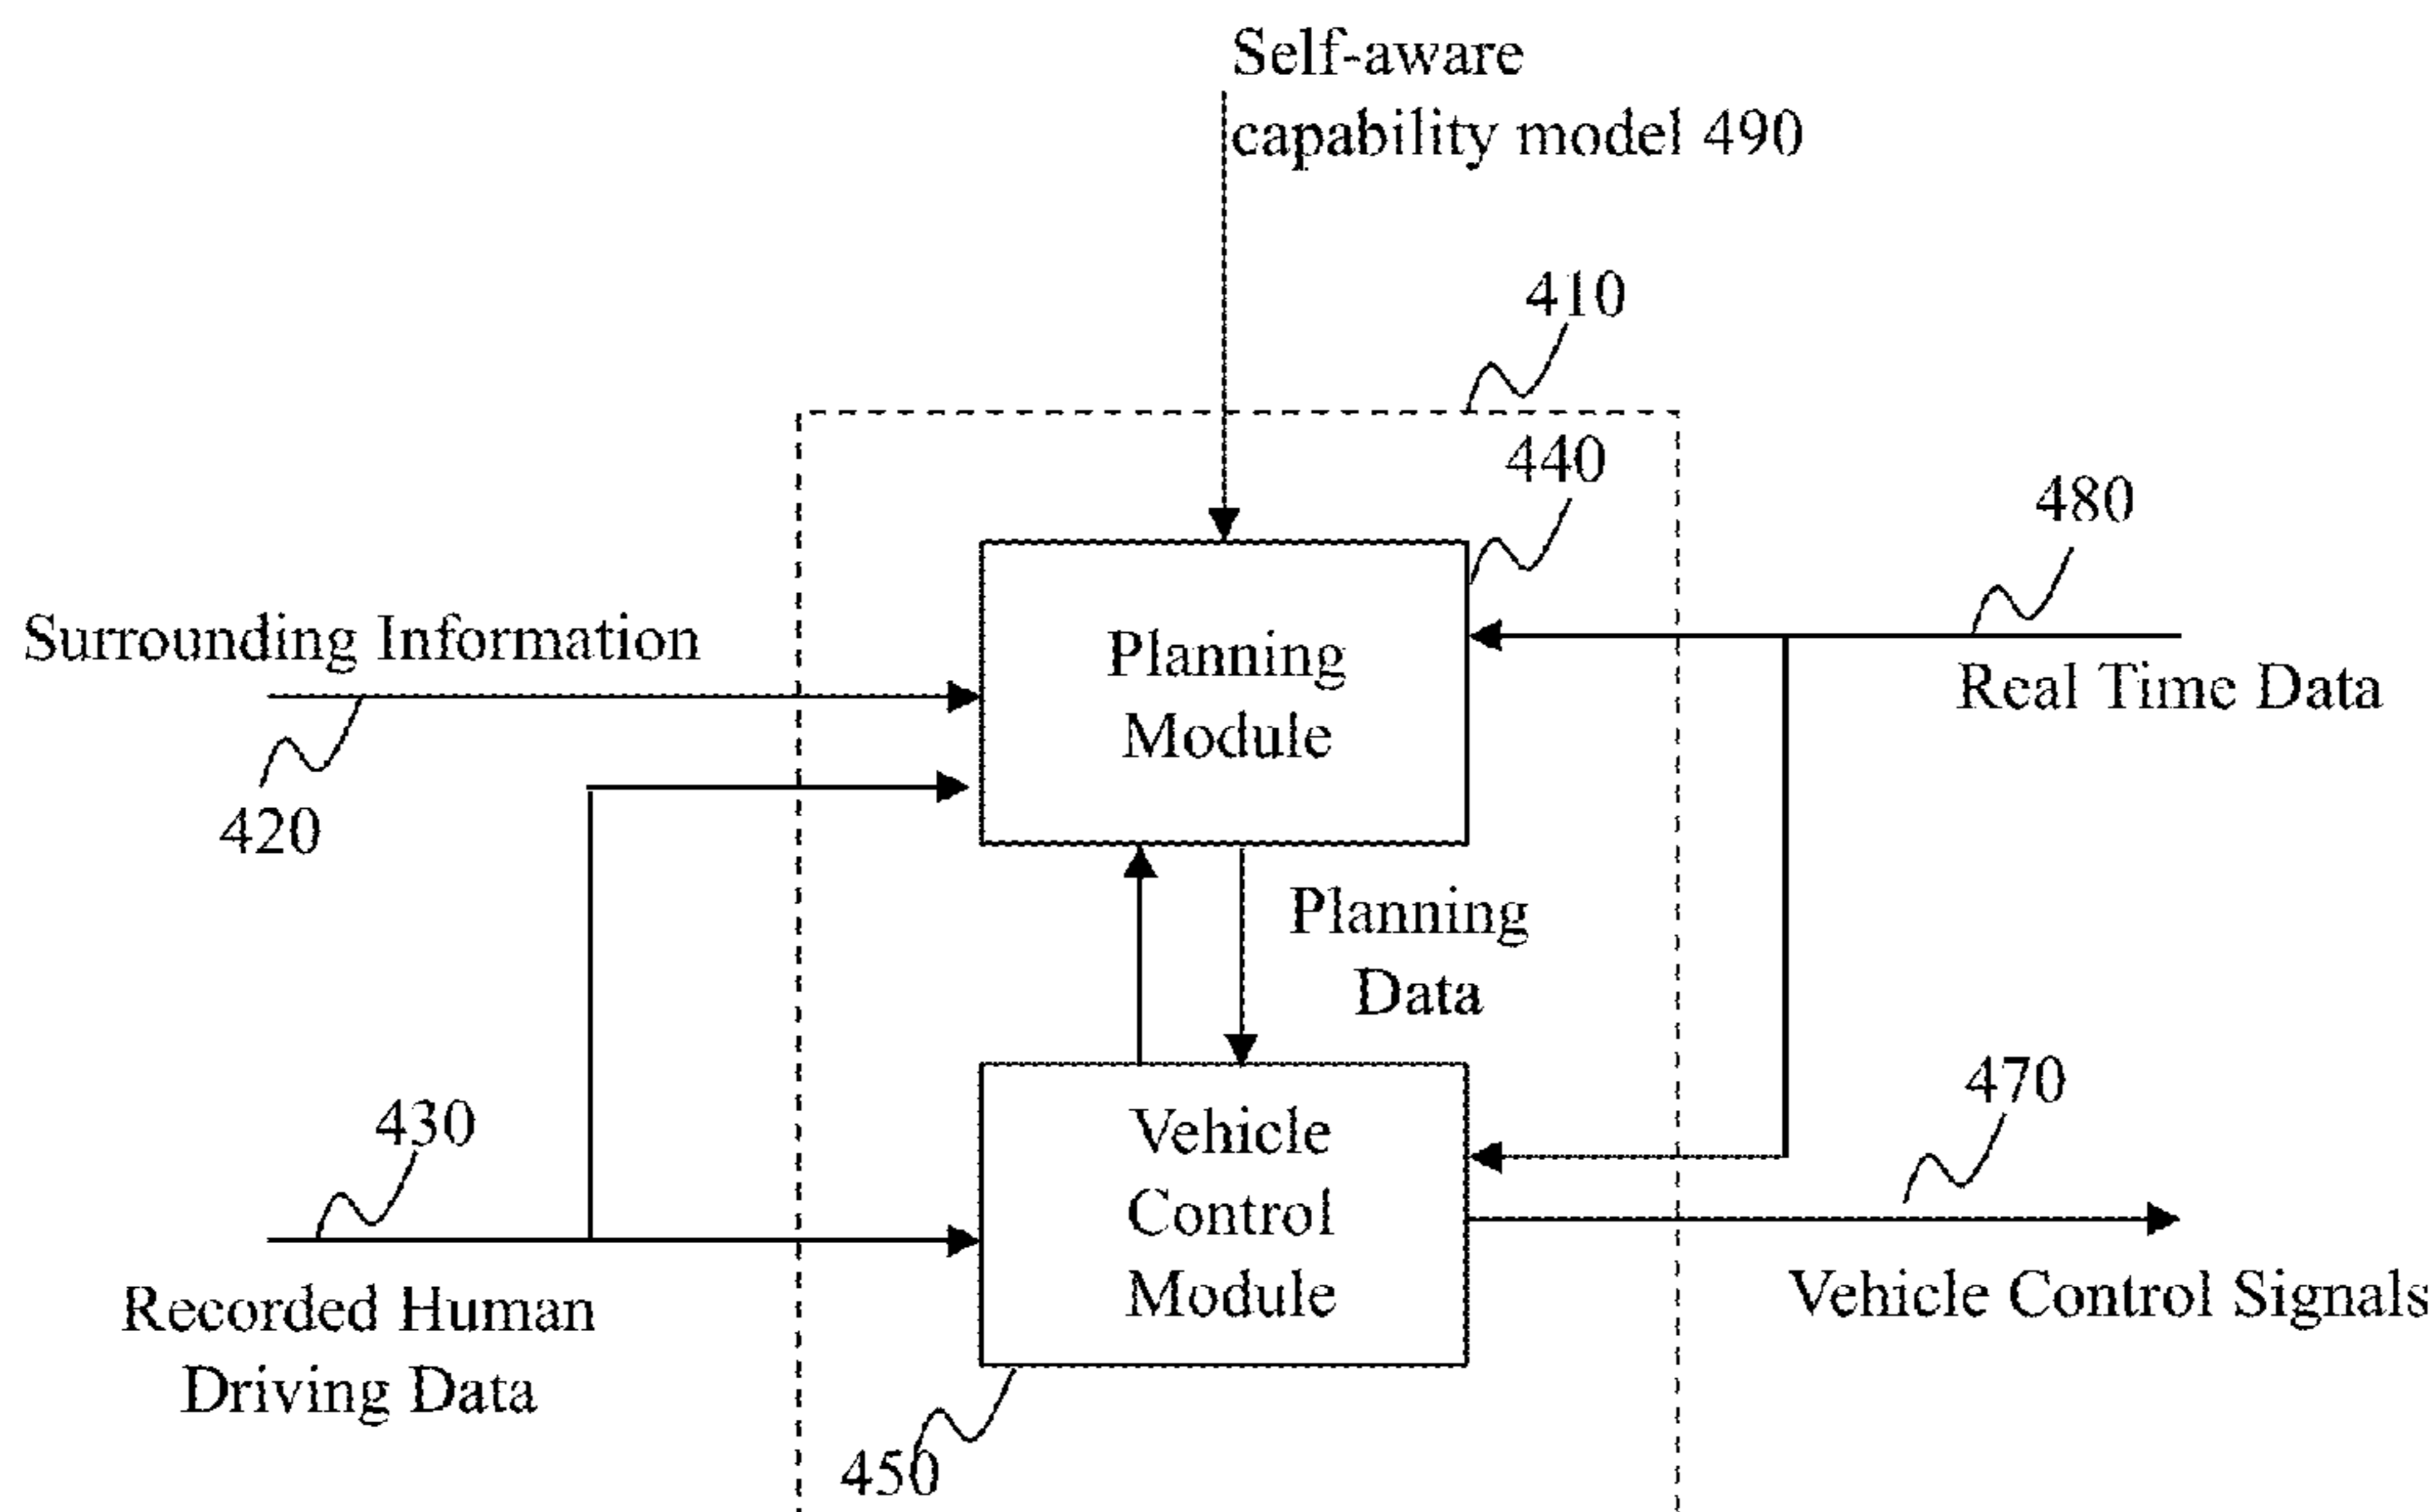 Self-aware
capability model 490
410
440
480
Surrounding Information
Planning
Module
Real Time Data
420
Planning
Data
430
Vehicle
Control
Module
470
Recorded Human
Driving Data
Vehicle Control Signals
450